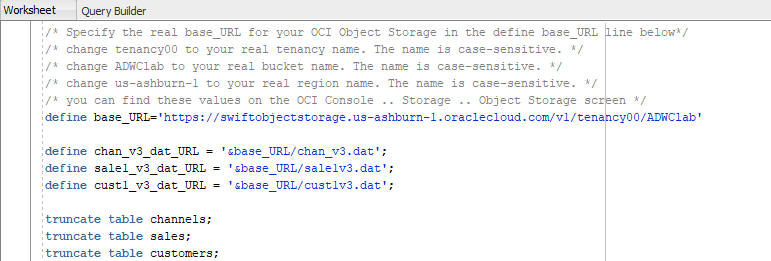 Worksheet Query Builder
/* Specify the real base_URL for your OCI Object Storage in the define base_URL line below*/
/* change tenancy00 to your real tenancy name. The name is case-sensitive. */
/* change ADWClab to your real bucket name. The name is case-sensitive. */
/* change us-ashburn-1 to your real region name. The name is case-sensitive. */
/* you can find these values on the OCI Console .. Storage .. Object Storage screen */
define base_URL='https://swiftobjectstorage.us-ashburn-1.oraclecloud.com/v1/tenancy00/ADWClab'
define chan_v3_dat_URL = '&base_URL/chan_v3.dat';
define sale1_v3_dat_URL = '&base_URL/sale1v3.dat';
define cust1_v3_dat_URL = '&base_URL/cust1v3.dat';
truncate table channels;
truncate table sales;
truncate table customers;